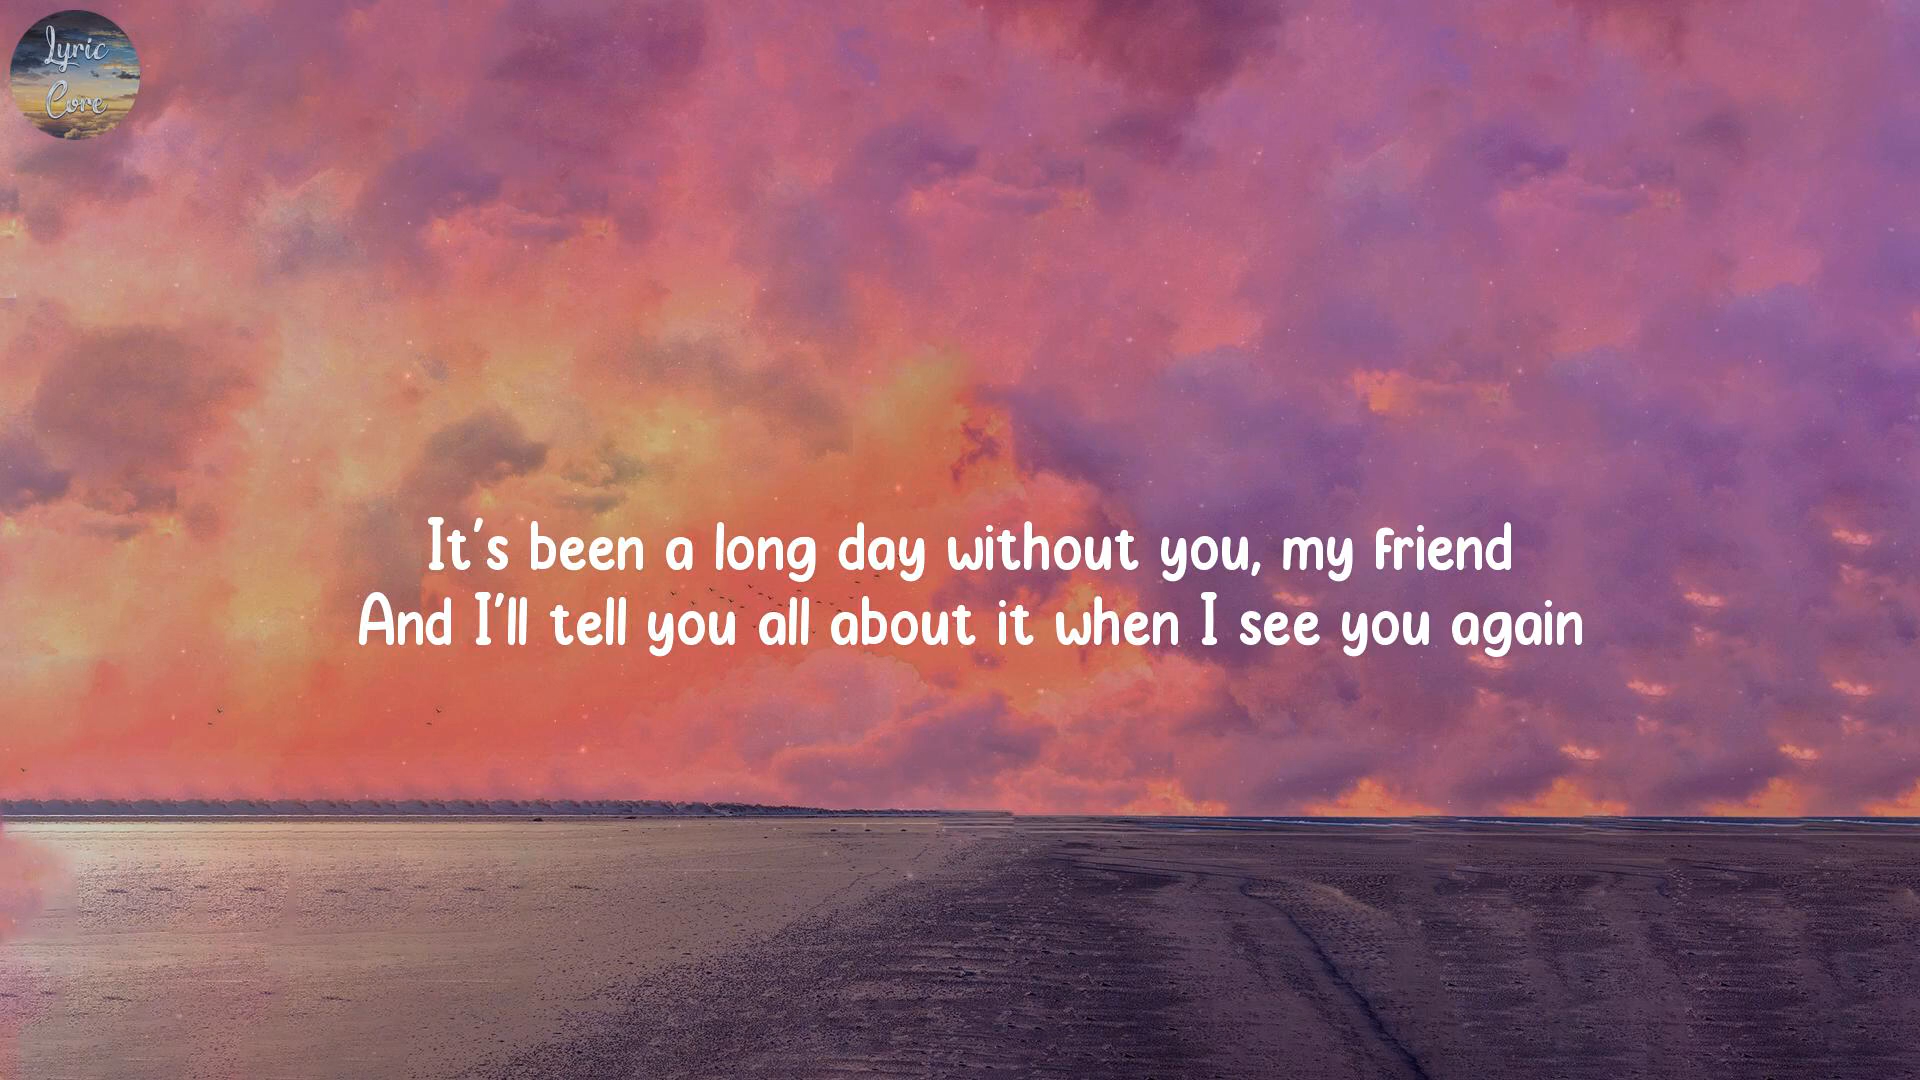 Lyric
Core
It's been a long day without you, my friend
And I'll tell you all about it when I see you again